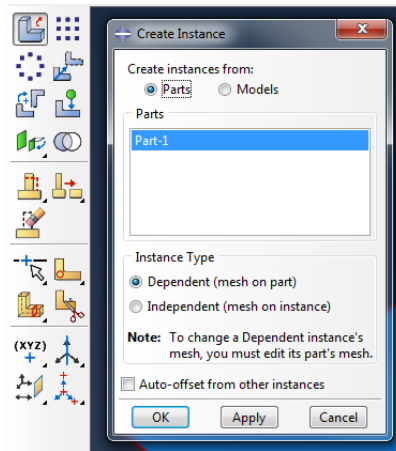 Create Instance
X
Create instances from:
Parts Models
Parts
Part-1
Instance Type
Dependent (mesh on part)
Independent (mesh on instance)
Note: To change a Dependent instance's
mesh, you must edit its part's mesh.
Auto-offset from other instances
OK Apply Cancel
(XYZ)